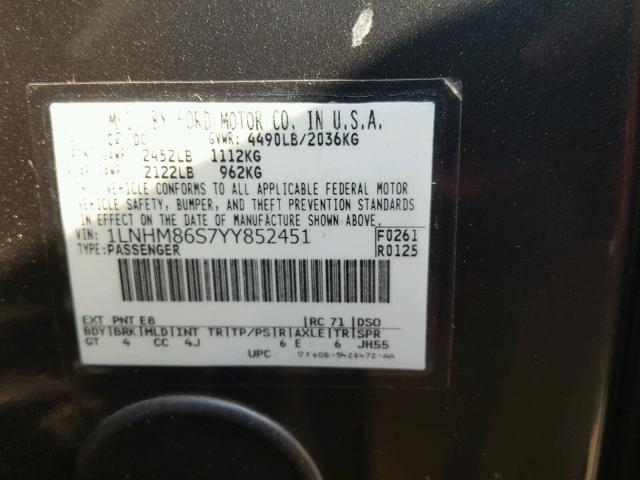 BY FORD MOTOR CO. IN U.S.A.
GVWR: 4490LB/2036KG
2452LB 1112KG
2122LB 962KG
VEHICLE CONFORMS TO ALL APPLICABLE FEDERAL MOTOR
VEHICLE SAFETY, BUMPER, AND THEFT PREVENTION STANDARDS
IN EFFECT ON THE DATE OF MANUFACTURE SHOWN ABOVE.
VIN: 1LNHM86S7YY852451 F0261
TYPE: PASSENGER R0125
EXT PNT E8 RC 71 DSO
BDY BRK MLD INT TR TP/PS R AXLE TR SPR
GT 4 CC 4J 6 E 6 JH55
UPC